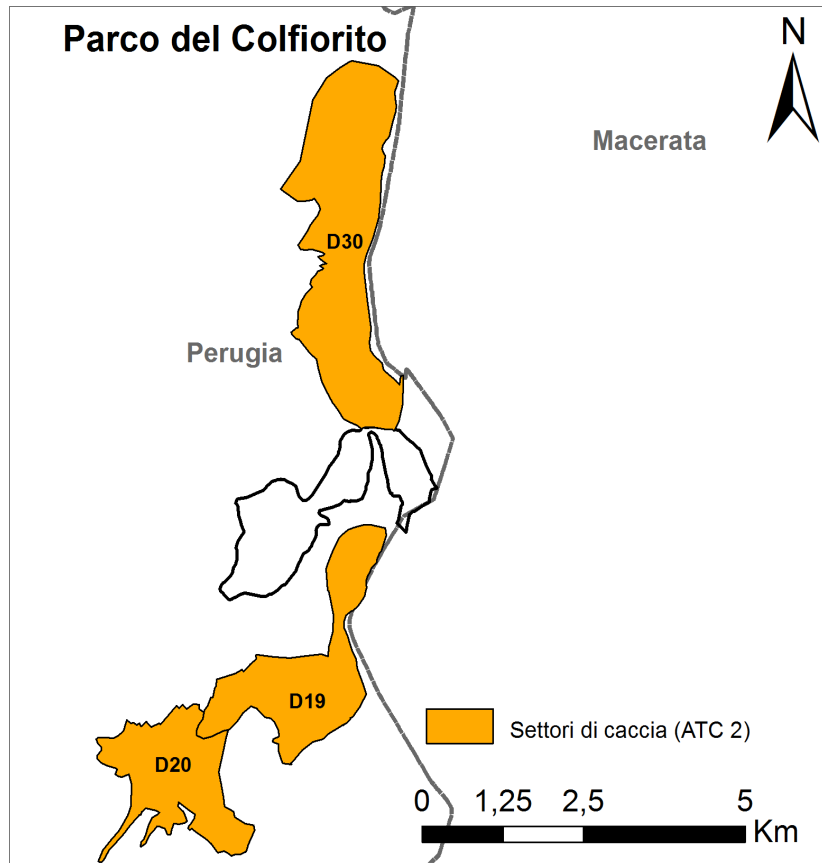 Parco del Colfiorito
N
Macerata
D30
Perugia
D19
Settori di caccia (ATC 2)
D20
0 1,25 2,5 5
Km